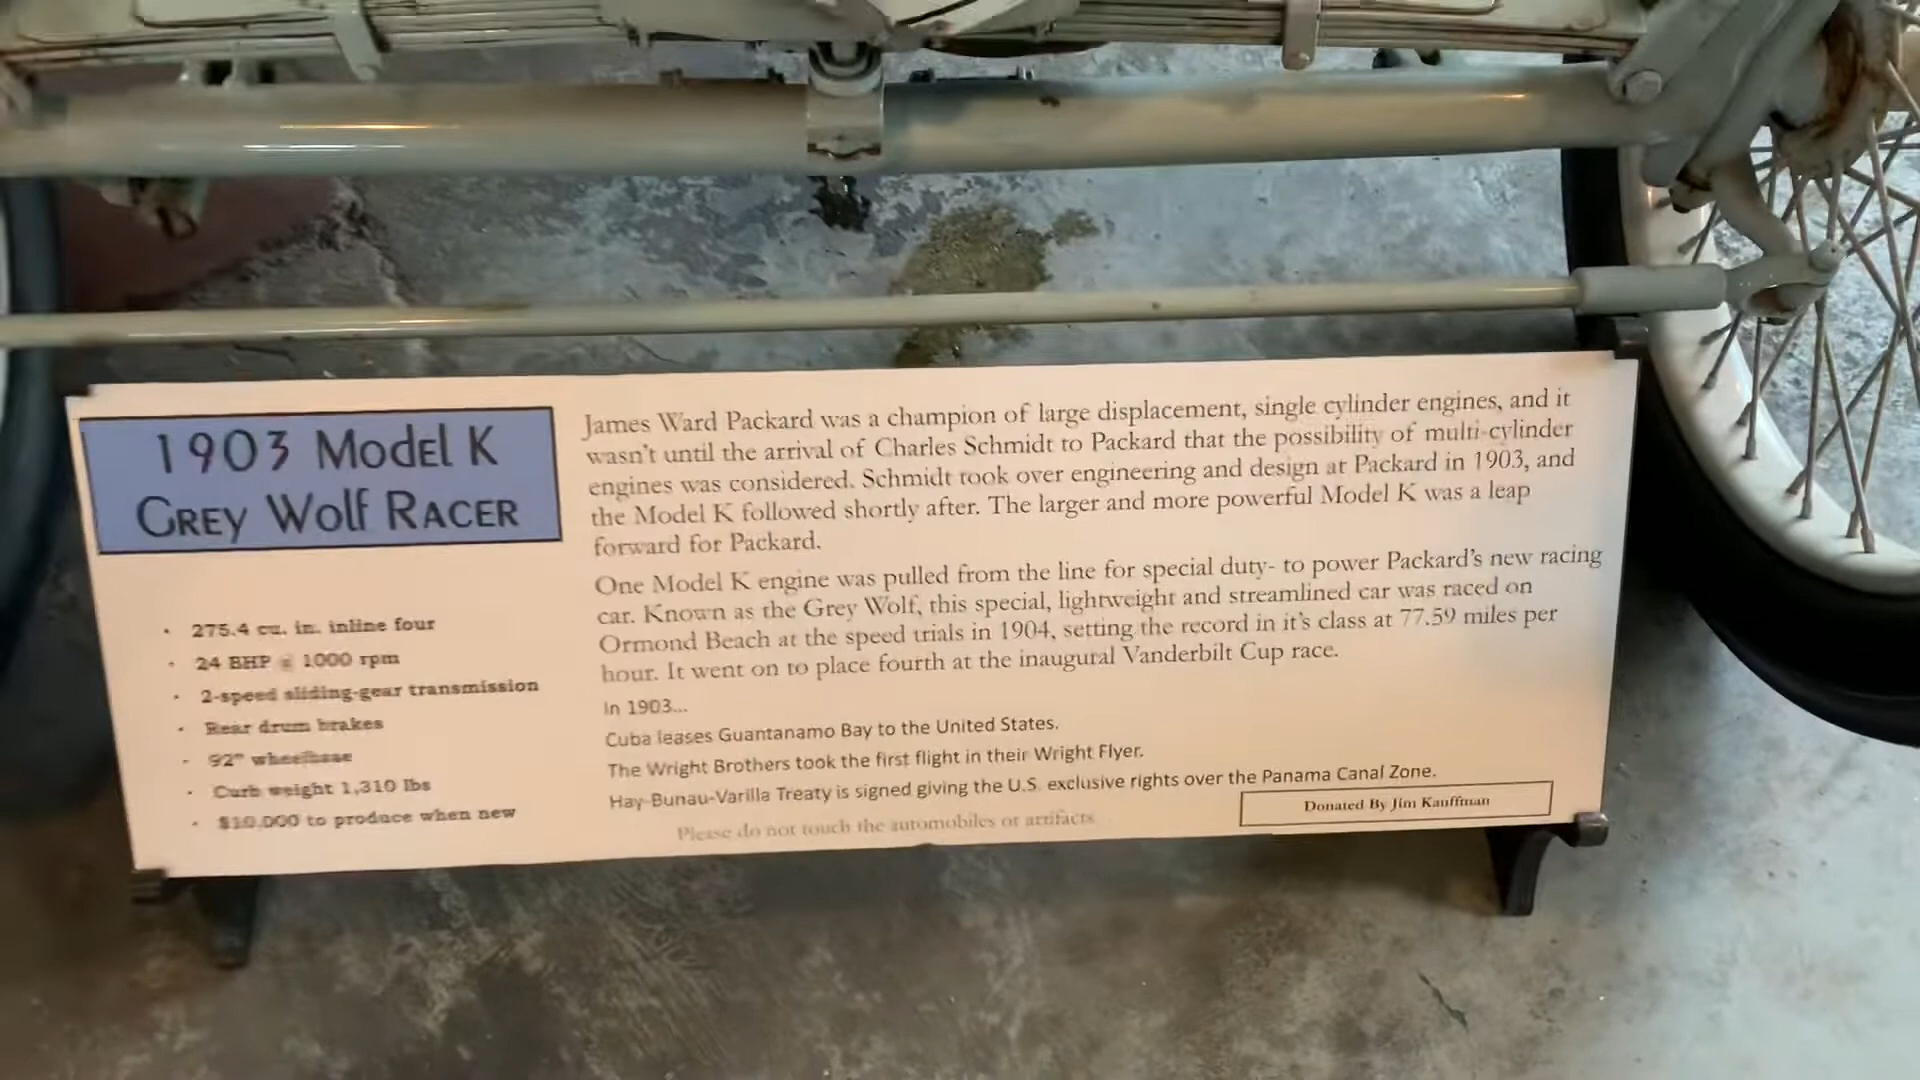 1903 Model K
Grey Wolf Racer
• 275.4 cu. in. inline four
• 24 BHP @ 1000 rpm
• 2-speed sliding-gear transmission
• Rear drum brakes
• 92" wheelbase
• Curb weight 1,310 lbs
• $10,000 to produce when new
James Ward Packard was a champion of large displacement, single cylinder engines, and it
wasn't until the arrival of Charles Schmidt to Packard that the possibility of multi-cylinder
engines was considered. Schmidt took over engineering and design at Packard in 1903, and
the Model K followed shortly after. The larger and more powerful Model K was a leap
forward for Packard.
One Model K engine was pulled from the line for special duty- to power Packard's new racing
car. Known as the Grey Wolf, this special, lightweight and streamlined car was raced on
Ormond Beach at the speed trials in 1904, setting the record in it's class at 77.59 miles per
hour. It went on to place fourth at the inaugural Vanderbilt Cup race.
In 1903...
Cuba leases Guantanamo Bay to the United States.
The Wright Brothers took the first flight in their Wright Flyer.
Hay-Bunau-Varilla Treaty is signed giving the U.S. exclusive rights over the Panama Canal Zone.
Donated By Jim Kauffman
Please do not touch the automobiles or artifacts